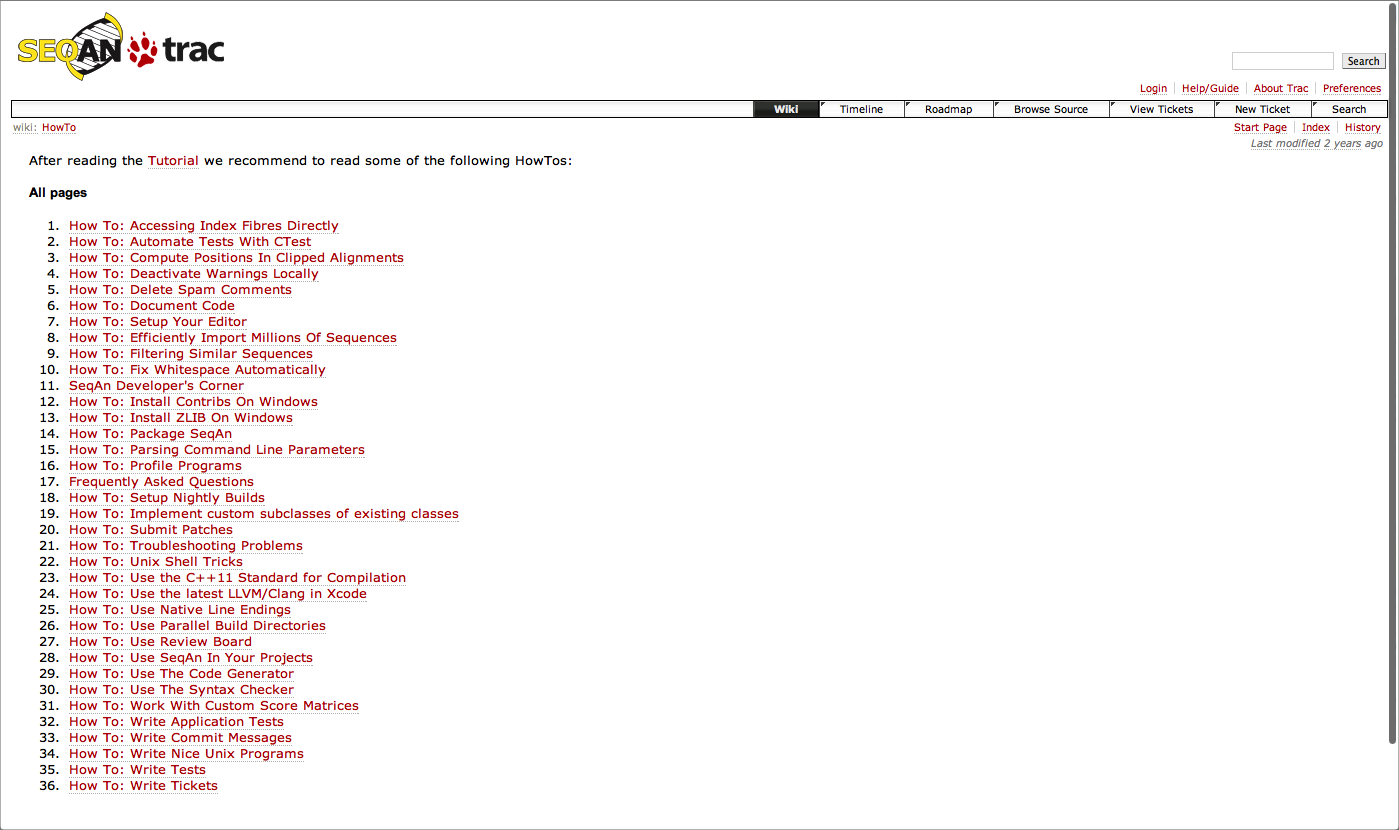 SEQAN trac
Search
Login Help/Guide About Trac Preferences
Wiki Timeline Roadmap Browse Source View Tickets New Ticket Search
wiki: HowTo Start Page Index History
Last modified 2 years ago
After reading the Tutorial we recommend to read some of the following HowTos:
All pages
1. How To: Accessing Index Fibres Directly
2. How To: Automate Tests With CTest
3. How To: Compute Positions In Clipped Alignments
4. How To: Deactivate Warnings Locally
5. How To: Delete Spam Comments
6. How To: Document Code
7. How To: Setup Your Editor
8. How To: Efficiently Import Millions Of Sequences
9. How To: Filtering Similar Sequences
10. How To: Fix Whitespace Automatically
11. SeqAn Developer's Corner
12. How To: Install Contribs On Windows
13. How To: Install ZLIB On Windows
14. How To: Package SeqAn
15. How To: Parsing Command Line Parameters
16. How To: Profile Programs
17. Frequently Asked Questions
18. How To: Setup Nightly Builds
19. How To: Implement custom subclasses of existing classes
20. How To: Submit Patches
21. How To: Troubleshooting Problems
22. How To: Unix Shell Tricks
23. How To: Use the C++11 Standard for Compilation
24. How To: Use the latest LLVM/Clang in Xcode
25. How To: Use Native Line Endings
26. How To: Use Parallel Build Directories
27. How To: Use Review Board
28. How To: Use SeqAn In Your Projects
29. How To: Use The Code Generator
30. How To: Use The Syntax Checker
31. How To: Work With Custom Score Matrices
32. How To: Write Application Tests
33. How To: Write Commit Messages
34. How To: Write Nice Unix Programs
35. How To: Write Tests
36. How To: Write Tickets